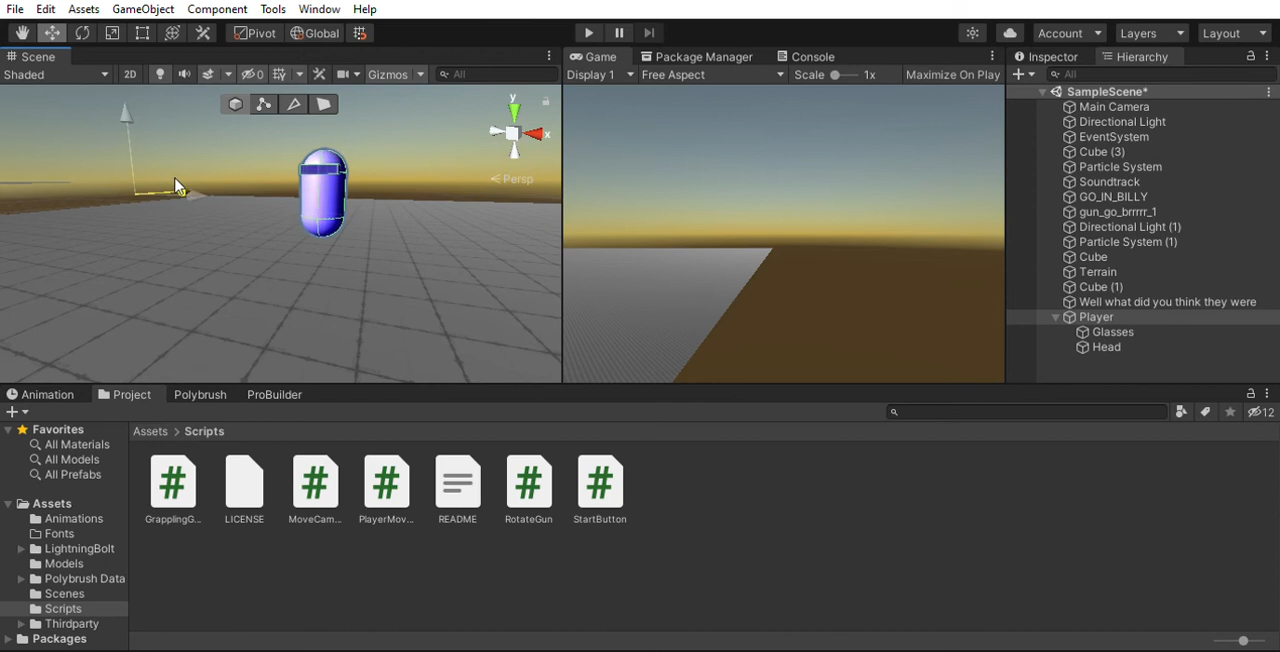 File Edit Assets GameObject Component Tools Window Help
Pivot Global Account Layers Layout
Scene
Shaded 2D 0 Gizmos All
y
x
Persp
Game Package Manager Console
Display 1 Free Aspect Scale 1x Maximize On Play
Inspector Hierarchy
All
SampleScene*
Main Camera
Directional Light
EventSystem
Cube (3)
Particle System
Soundtrack
GO_IN_BILLY
gun_go_brrrrr_1
Directional Light (1)
Particle System (1)
Cube
Terrain
Cube (1)
Well what did you think they were
Player
Glasses
Head
Animation Project Polybrush ProBuilder
12
Favorites
All Materials
All Models
All Prefabs
Assets
Animations
Fonts
LightningBolt
Models
Polybrush Data
Scenes
Scripts
Thirdparty
Packages
Assets > Scripts
GrapplingG... LICENSE MoveCam... PlayerMov... README RotateGun StartButton